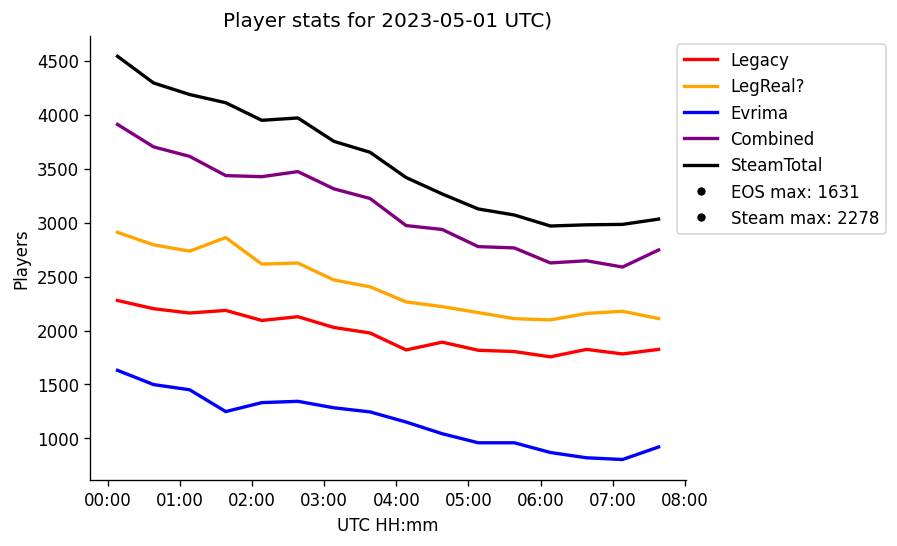 Player stats for 2023-05-01 UTC)
4500
4000
3500
3000
2500
2000
1500
1000
Players
00:00 01:00 02:00 03:00 04:00 05:00 06:00 07:00 08:00
UTC HH:mm
Legacy
LegReal?
Evrima
Combined
SteamTotal
EOS max: 1631
Steam max: 2278